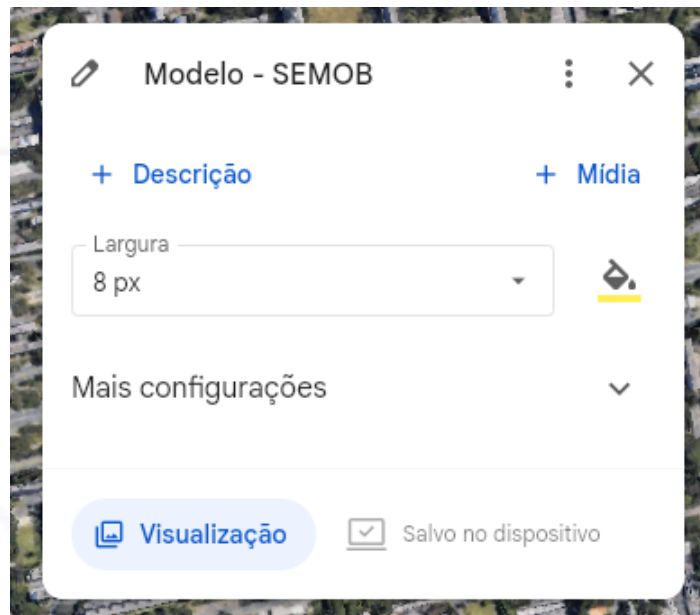 Modelo - SEMOB
+ Descrição
+ Mídia
Largura
8 px
Mais configurações
Visualização
Salvo no dispositivo